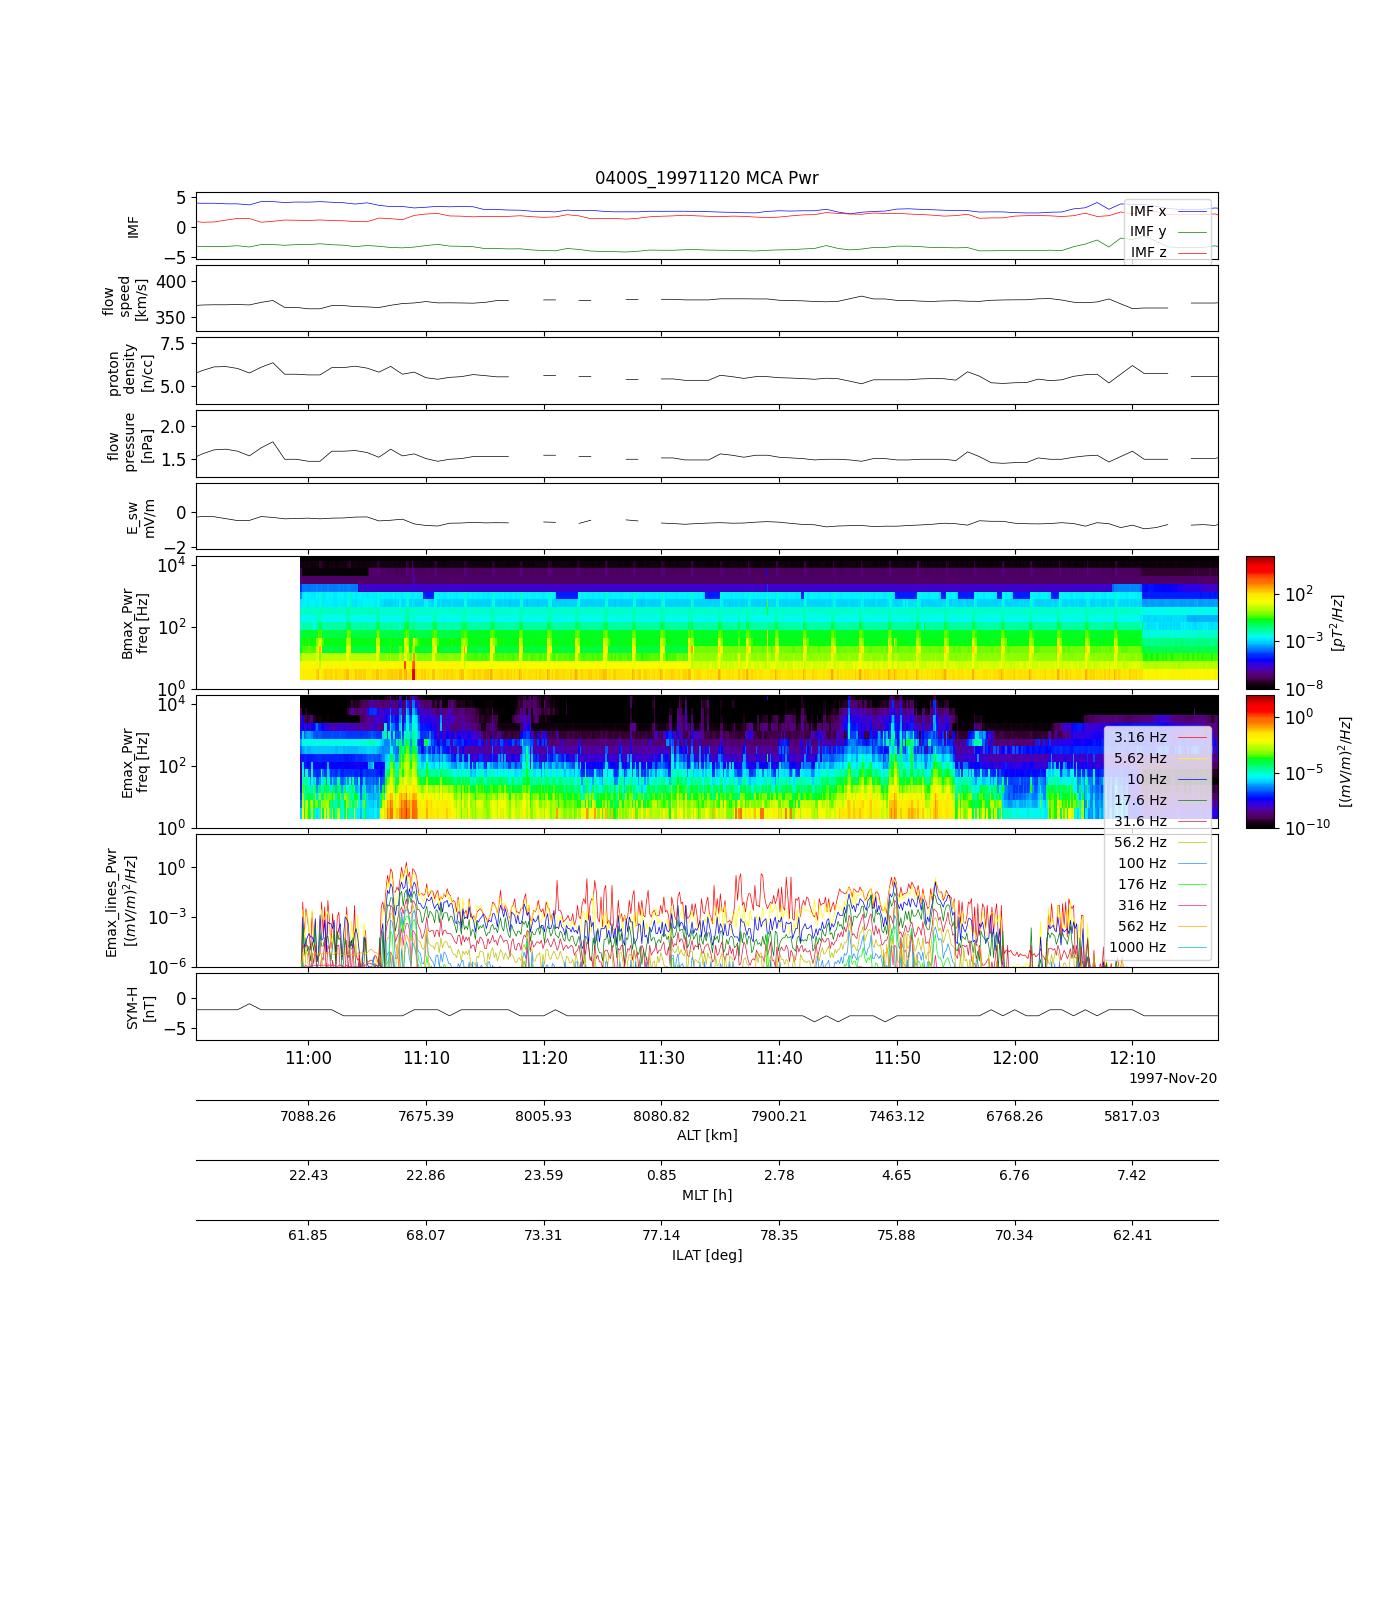 0400S_19971120 MCA Pwr
5
0
−5
IMF
IMF x
IMF y
IMF z
400
350
flow
speed
[km/s]
7.5
5.0
proton
density
[n/cc]
2.0
1.5
flow
pressure
[nPa]
0
−2
E_sw
mV/m
10^4
10^2
10^0
Bmax_Pwr
freq [Hz]
10^2
10^−3
10^−8
[pT^2/Hz]
10^4
10^2
10^0
Emax_Pwr
freq [Hz]
10^0
10^−5
10^−10
[(mV/m)^2/Hz]
3.16 Hz
5.62 Hz
10 Hz
17.6 Hz
31.6 Hz
56.2 Hz
100 Hz
176 Hz
316 Hz
562 Hz
1000 Hz
10^0
10^−3
10^−6
Emax_lines_Pwr
[(mV/m)^2/Hz]
0
−5
SYM-H
[nT]
11:00 11:10 11:20 11:30 11:40 11:50 12:00 12:10
1997-Nov-20
7088.26 7675.39 8005.93 8080.82 7900.21 7463.12 6768.26 5817.03
ALT [km]
22.43 22.86 23.59 0.85 2.78 4.65 6.76 7.42
MLT [h]
61.85 68.07 73.31 77.14 78.35 75.88 70.34 62.41
ILAT [deg]